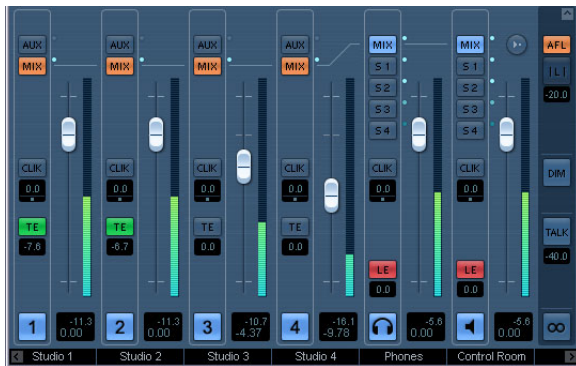 AUX AUX AUX AUX MIX MIX AFL
MIX MIX MIX MIX S 1 S 1 ILI
S 2 S 2 -20.0
S 3 S 3
S 4 S 4
CLIK CLIK CLIK CLIK CLIK CLIK DIM
0.0 0.0 0.0 0.0 0.0 0.0
TE TE TE TE TALK
-7.6 -6.7 0.0 0.0 -40.0
LE LE
0.0 0.0
1 -11.3 2 -11.3 3 -10.7 4 -16.1 -5.6 -5.6 ∞
0.00 0.00 -4.37 -9.78 0.00 0.00
Studio 1 Studio 2 Studio 3 Studio 4 Phones Control Room